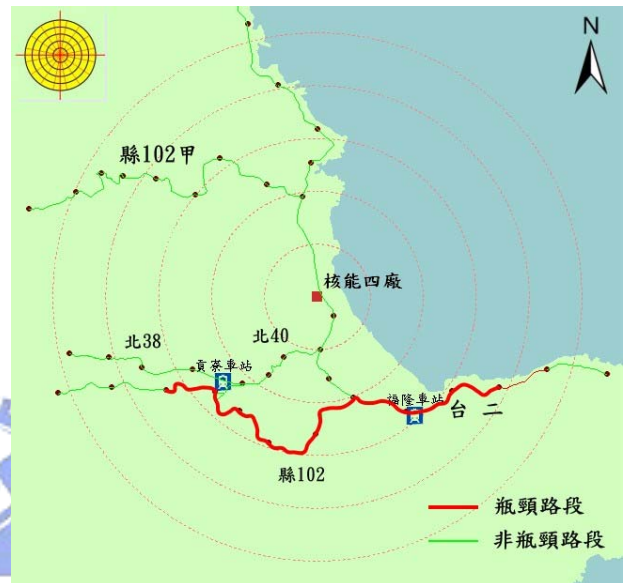 N
縣102甲
核能四廠
北38
北40
貢寮車站
福隆車站
台 二
縣102
瓶頸路段
非瓶頸路段